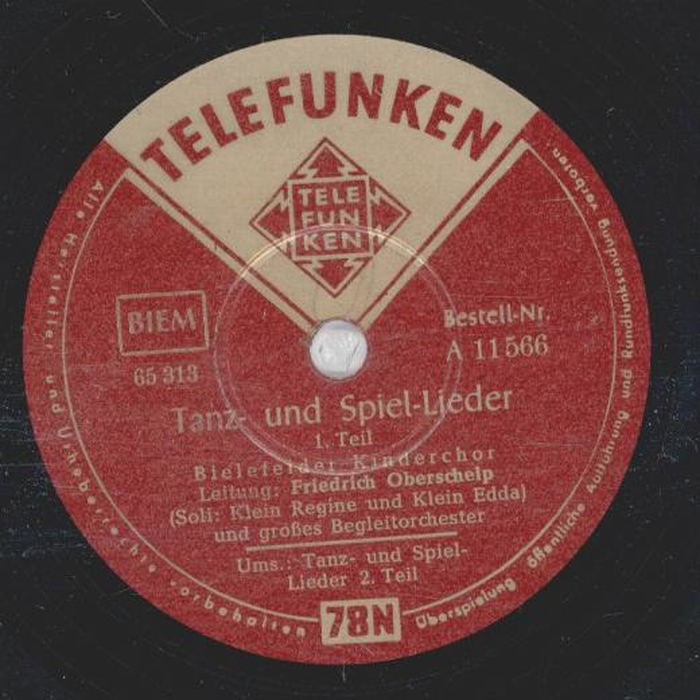 TELEFUNKEN
TELE
FUN
KEN
BIEM
65 313
Bestell-Nr.
A 11566
Tanz- und Spiel-Lieder
1. Teil
Bielefelder Kinderchor
Leitung: Friedrich Oberschelp
(Soli: Klein Regine und Klein Edda)
und großes Begleitorchester
Ums.: Tanz- und Spiel-
Lieder 2. Teil
78N
Alle Hersteller und Urheberrechte vorbehalten
Überspielung öffentliche Aufführung und Rundfunksendung verboten.